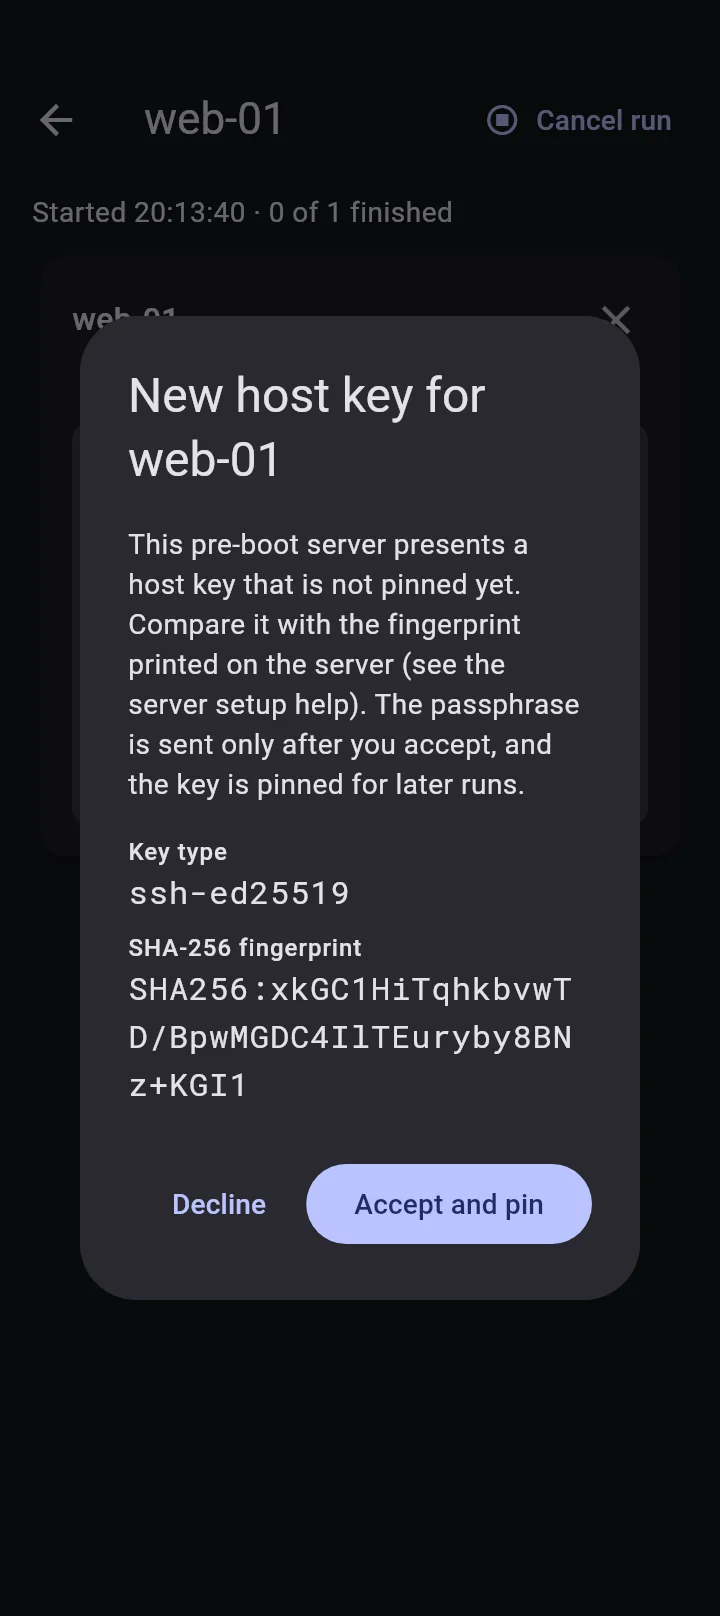 web-01
Cancel run
Started 20:13:40 · 0 of 1 finished
web-01
New host key for
web-01
This pre-boot server presents a
host key that is not pinned yet.
Compare it with the fingerprint
printed on the server (see the
server setup help). The passphrase
is sent only after you accept, and
the key is pinned for later runs.
Key type
ssh-ed25519
SHA-256 fingerprint
SHA256:xkGC1HiTqhkbvwT
D/BpwMGDC4IlTEuryby8BN
z+KGI1
Decline
Accept and pin